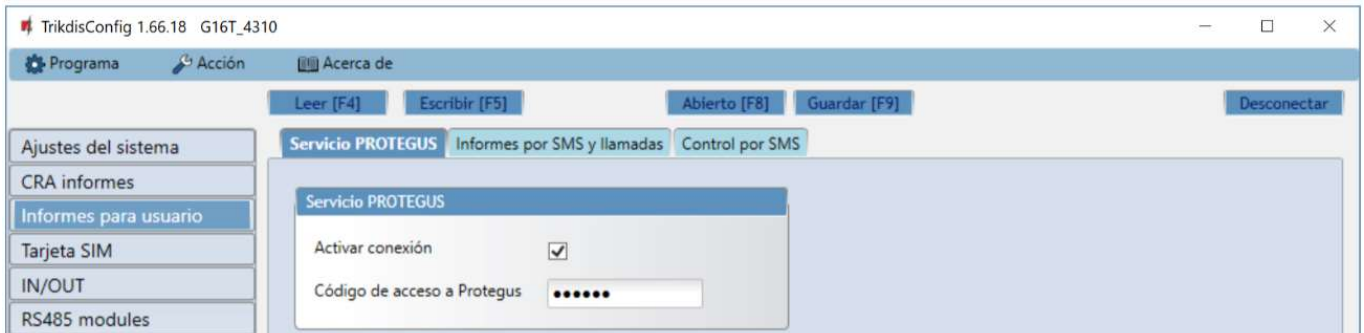 TrikdisConfig 1.66.18 G16T_4310
Programa Acción Acerca de
Leer [F4] Escribir [F5] Abierto [F8] Guardar [F9] Desconectar
Ajustes del sistema
CRA informes
Informes para usuario
Tarjeta SIM
IN/OUT
RS485 modules
Servicio PROTEGUS Informes por SMS y llamadas Control por SMS
Servicio PROTEGUS
Activar conexión
Código de acceso a Protegus ••••••